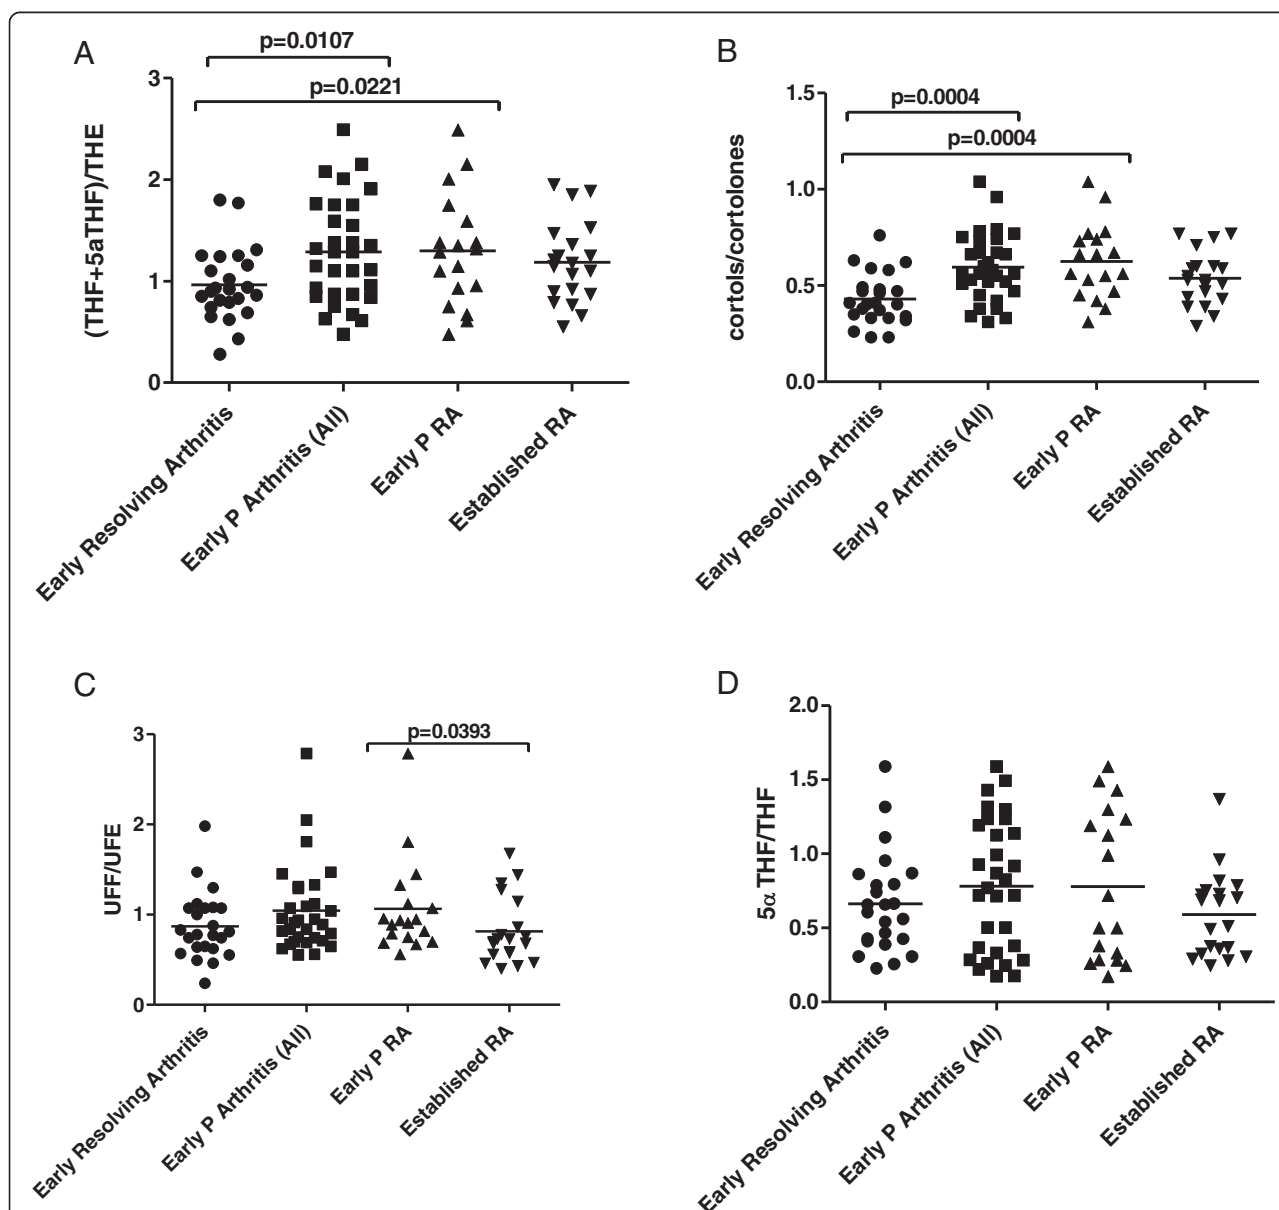 A
p=0.0107
p=0.0221
(THF+5aTHF)/THE
3
2
1
0
Early Resolving Arthritis
Early P Arthritis (All)
Early P RA
Established RA
B
p=0.0004
p=0.0004
cortols/cortolones
1.5
1.0
0.5
0.0
Early Resolving Arthritis
Early P Arthritis (All)
Early P RA
Established RA
C
p=0.0393
UFF/UFE
3
2
1
0
Early Resolving Arthritis
Early P Arthritis (All)
Early P RA
Established RA
D
5α THF/THF
2.0
1.5
1.0
0.5
0.0
Early Resolving Arthritis
Early P Arthritis (All)
Early P RA
Established RA